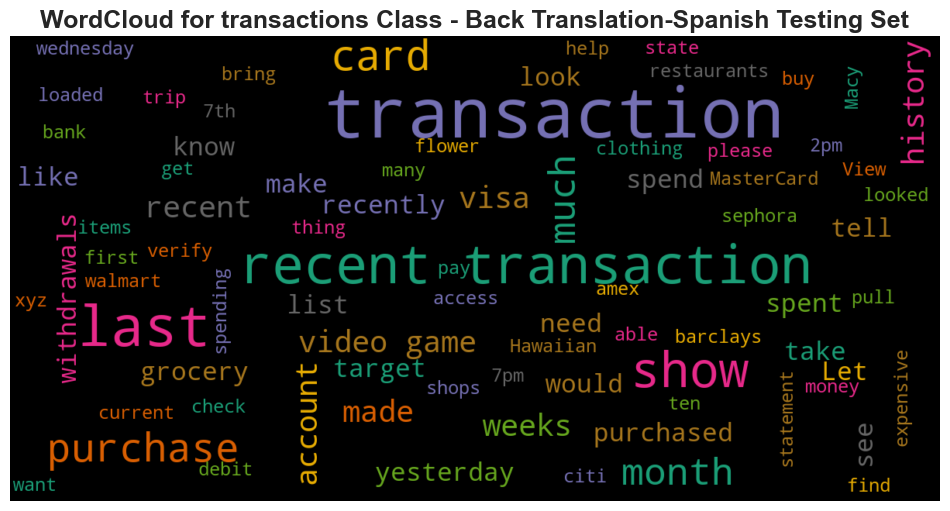 WordCloud for transactions Class - Back Translation-Spanish Testing Set
wednesday
card
help
state
history
bring
look
restaurants
buy
Macy
loaded
trip
7th
transaction
bank
know
flower
clothing
please
2pm
like
get
many
much
spend
MasterCard
View
looked
make
recent
recently
visa
sephora
tell
withdrawals
items
thing
first
verify
recent transaction
pay
walmart
spending
xyz
last
list
access
amex
spent
pull
video game
need
Hawaiian
able
barclays
take
grocery
account
target
shops
7pm
would
show
Let
money
statement
expensive
current
check
made
ten
weeks
purchased
see
purchase
debit
yesterday
citi
month
want
find